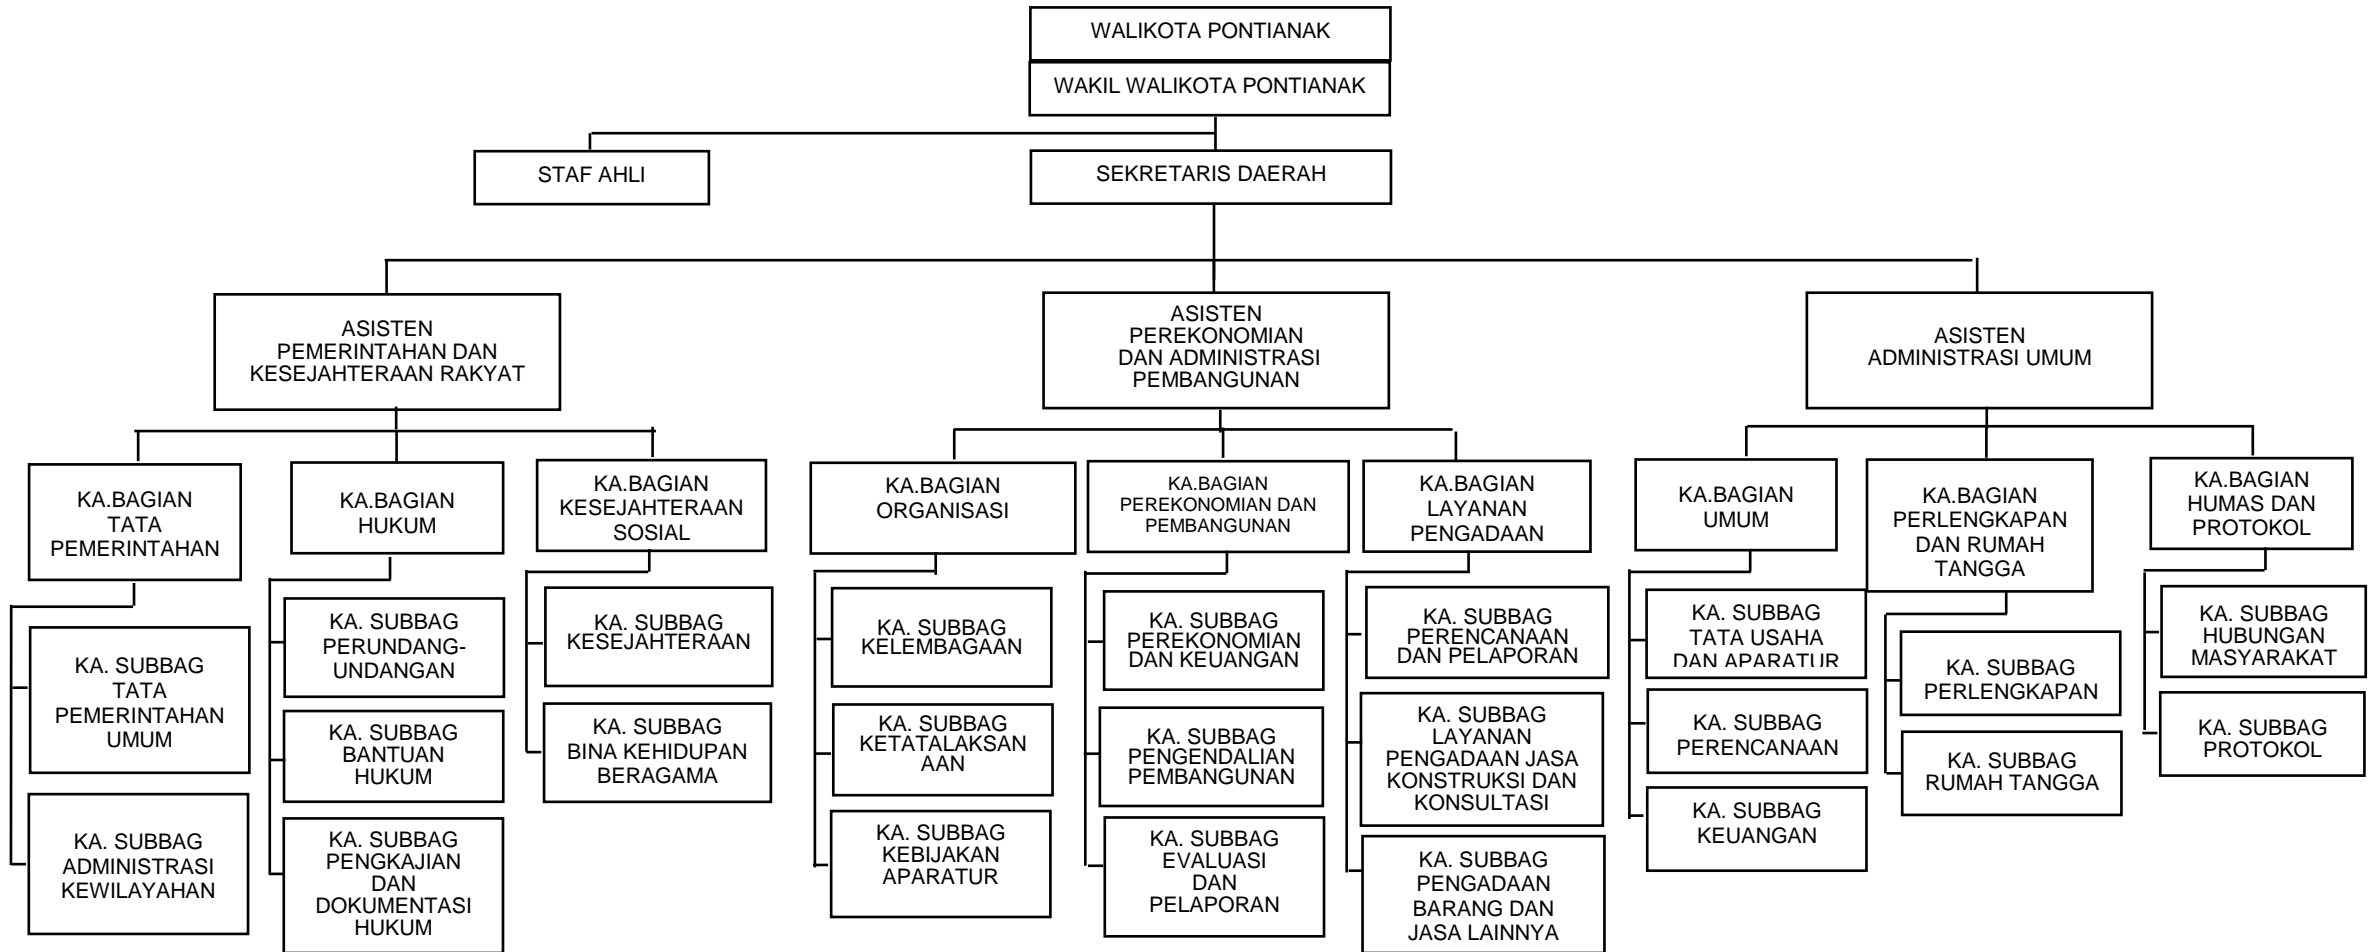 WALIKOTA PONTIANAK
WAKIL WALIKOTA PONTIANAK
STAF AHLI
SEKRETARIS DAERAH
ASISTEN
PEMERINTAHAN DAN
KESEJAHTERAAN RAKYAT
ASISTEN
PEREKONOMIAN
DAN ADMINISTRASI
PEMBANGUNAN
ASISTEN
ADMINISTRASI UMUM
KA.BAGIAN
TATA
PEMERINTAHAN
KA.BAGIAN
HUKUM
KA.BAGIAN
KESEJAHTERAAN
SOSIAL
KA.BAGIAN
ORGANISASI
KA.BAGIAN
PEREKONOMIAN DAN
PEMBANGUNAN
KA.BAGIAN
LAYANAN
PENGADAAN
KA.BAGIAN
UMUM
KA.BAGIAN
PERLENGKAPAN
DAN RUMAH
TANGGA
KA.BAGIAN
HUMAS DAN
PROTOKOL
KA. SUBBAG
TATA
PEMERINTAHAN
UMUM
KA. SUBBAG
ADMINISTRASI
KEWILAYAHAN
KA. SUBBAG
PERUNDANG-
UNDANGAN
KA. SUBBAG
BANTUAN
HUKUM
KA. SUBBAG
PENGKAJIAN
DAN
DOKUMENTASI
HUKUM
KA. SUBBAG
KESEJAHTERAAN
KA. SUBBAG
BINA KEHIDUPAN
BERAGAMA
KA. SUBBAG
KELEMBAGAAN
KA. SUBBAG
KETATALAKSAN
AAN
KA. SUBBAG
KEBIJAKAN
APARATUR
KA. SUBBAG
PEREKONOMIAN
DAN KEUANGAN
KA. SUBBAG
PENGENDALIAN
PEMBANGUNAN
KA. SUBBAG
EVALUASI
DAN
PELAPORAN
KA. SUBBAG
PERENCANAAN
DAN PELAPORAN
KA. SUBBAG
LAYANAN
PENGADAAN JASA
KONSTRUKSI DAN
KONSULTASI
KA. SUBBAG
PENGADAAN
BARANG DAN
JASA LAINNYA
KA. SUBBAG
TATA USAHA
DAN APARATUR
KA. SUBBAG
PERENCANAAN
KA. SUBBAG
KEUANGAN
KA. SUBBAG
PERLENGKAPAN
KA. SUBBAG
RUMAH TANGGA
KA. SUBBAG
HUBUNGAN
MASYARAKAT
KA. SUBBAG
PROTOKOL